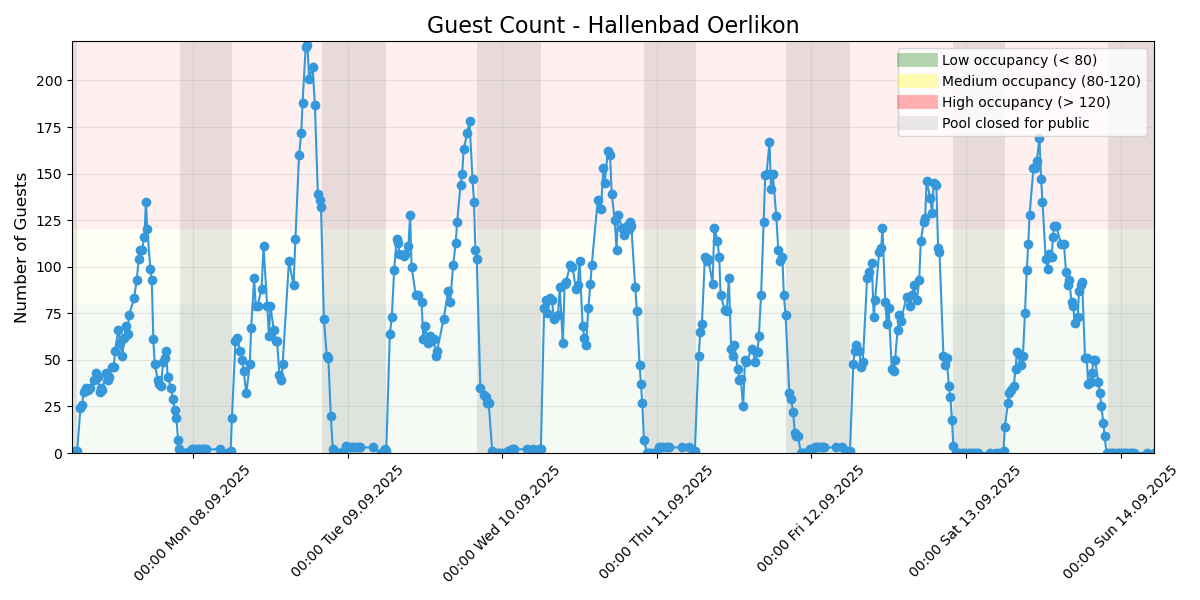 Guest Count - Hallenbad Oerlikon
Number of Guests
200
175
150
125
100
75
50
25
0
Low occupancy (< 80)
Medium occupancy (80-120)
High occupancy (> 120)
Pool closed for public
00:00 Mon 08.09.2025
00:00 Tue 09.09.2025
00:00 Wed 10.09.2025
00:00 Thu 11.09.2025
00:00 Fri 12.09.2025
00:00 Sat 13.09.2025
00:00 Sun 14.09.2025